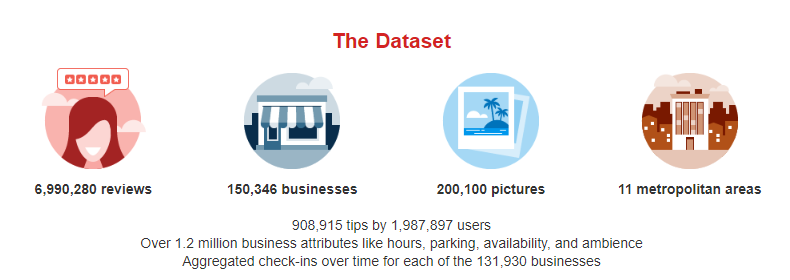 The Dataset
6,990,280 reviews
150,346 businesses
200,100 pictures
11 metropolitan areas
908,915 tips by 1,987,897 users
Over 1.2 million business attributes like hours, parking, availability, and ambience
Aggregated check-ins over time for each of the 131,930 businesses